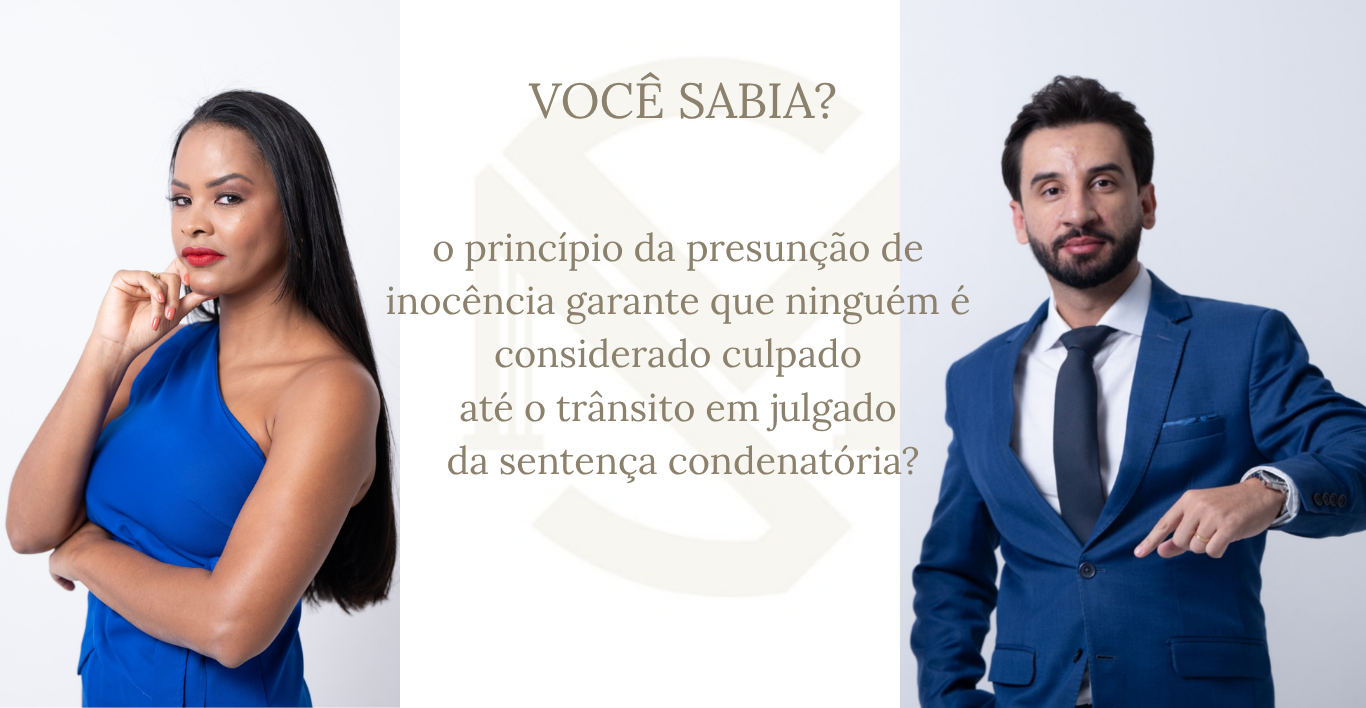 VOCÊ SABIA?
o princípio da presunção de
inocência garante que ninguém é
considerado culpado
até o trânsito em julgado
da sentença condenatória?